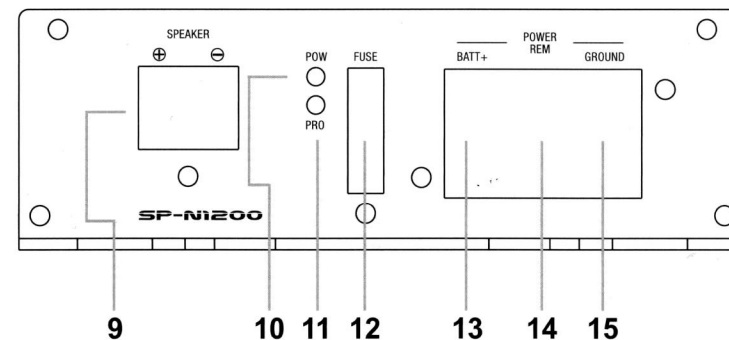 SPEAKER
⊕ ⊖
POW
PRO
FUSE
POWER
BATT+ REM GROUND
SP-N1200
9 10 11 12 13 14 15